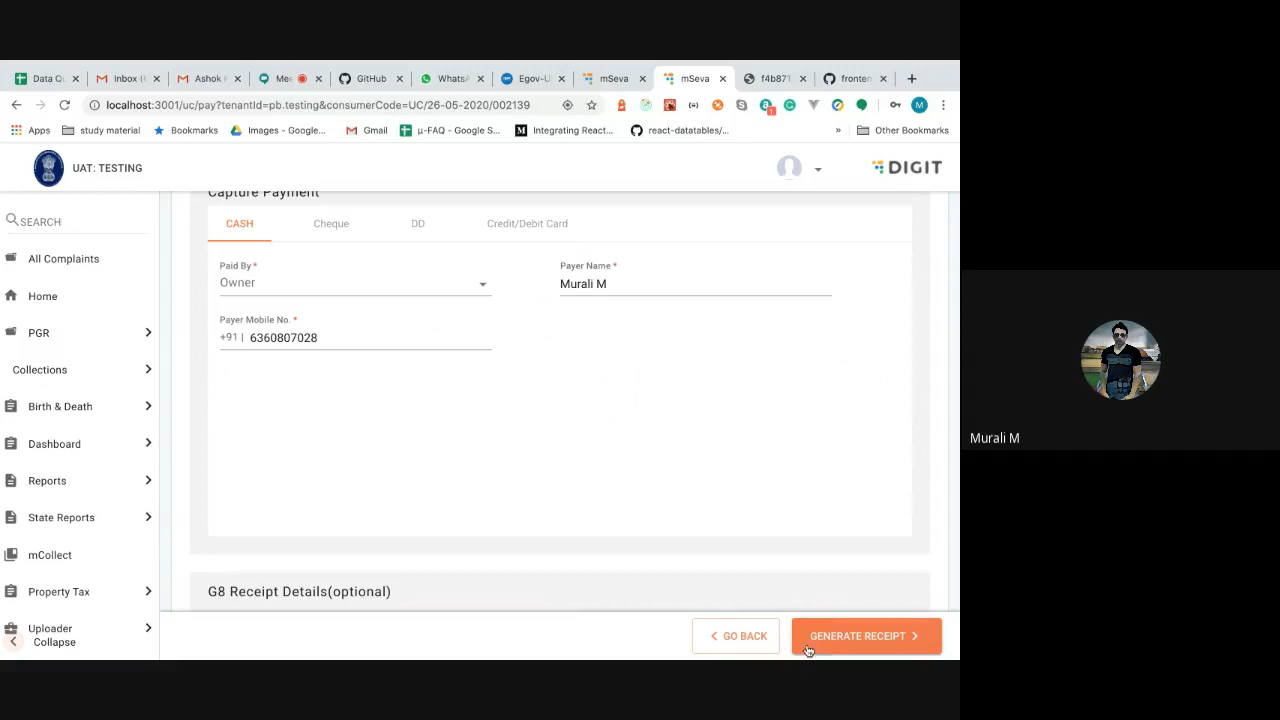 Data Qu
Inbox (
Ashok
Mee
GitHub
Whats
Egov-U
mSeva
mSeva
f4b871
fronten
localhost:3001/uc/pay?tenantId=pb.testing&consumerCode=UC/26-05-2020/002139
M
Apps
study material
Bookmarks
Images - Google...
Gmail
µ-FAQ - Google S...
Integrating React...
react-datatables/...
»
Other Bookmarks
UAT: TESTING
DIGIT
SEARCH
All Complaints
Home
PGR
Collections
Birth & Death
Dashboard
Reports
State Reports
mCollect
Property Tax
Uploader
Collapse
Capture Payment
CASH
Cheque
DD
Credit/Debit Card
Paid By *
Owner
Payer Name *
Murali M
Payer Mobile No. *
+91 | 6360807028
G8 Receipt Details(optional)
GO BACK
GENERATE RECEIPT
Murali M